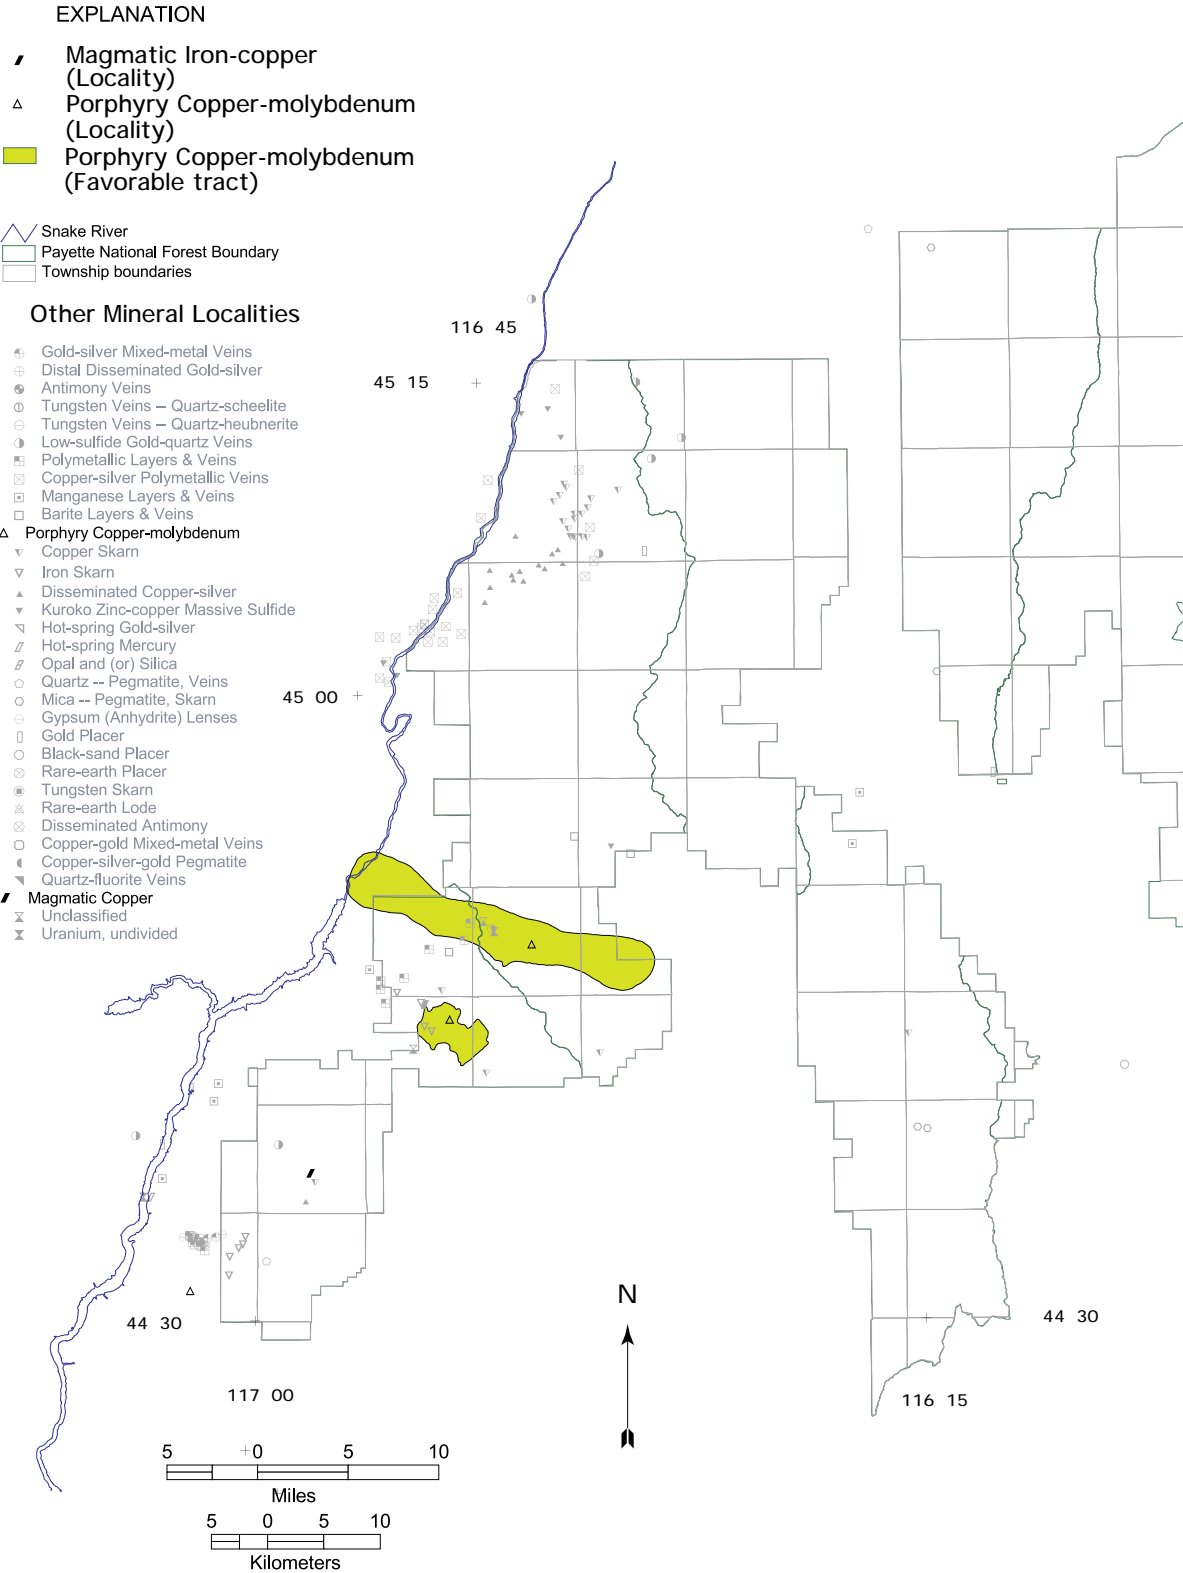 EXPLANATION
Magmatic Iron-copper
(Locality)
Porphyry Copper-molybdenum
(Locality)
Porphyry Copper-molybdenum
(Favorable tract)
Snake River
Payette National Forest Boundary
Township boundaries
Other Mineral Localities
Gold-silver Mixed-metal Veins
Distal Disseminated Gold-silver
Antimony Veins
Tungsten Veins – Quartz-scheelite
Tungsten Veins – Quartz-heubnerite
Low-sulfide Gold-quartz Veins
Polymetallic Layers & Veins
Copper-silver Polymetallic Veins
Manganese Layers & Veins
Barite Layers & Veins
Porphyry Copper-molybdenum
Copper Skarn
Iron Skarn
Disseminated Copper-silver
Kuroko Zinc-copper Massive Sulfide
Hot-spring Gold-silver
Hot-spring Mercury
Opal and (or) Silica
Quartz -- Pegmatite, Veins
Mica -- Pegmatite, Skarn
Gypsum (Anhydrite) Lenses
Gold Placer
Black-sand Placer
Rare-earth Placer
Tungsten Skarn
Rare-earth Lode
Disseminated Antimony
Copper-gold Mixed-metal Veins
Copper-silver-gold Pegmatite
Quartz-fluorite Veins
Magmatic Copper
Unclassified
Uranium, undivided
116 45
45 15
45 00
44 30
117 00
N
44 30
116 15
5 0 5 10
Miles
5 0 5 10
Kilometers